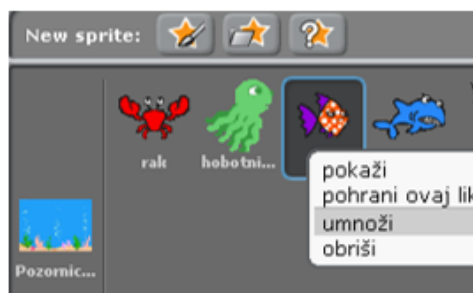 New sprite:
rak
hobotni...
pokaži
pohrani ovaj lik
umnoži
obriši
Pozornic...